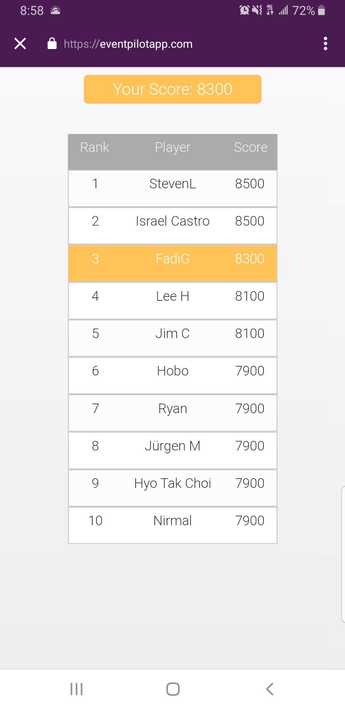 8:58 72%
https://eventpilotapp.com
Your Score: 8300
Rank Player Score
1 StevenL 8500
2 Israel Castro 8500
3 FadiG 8300
4 Lee H 8100
5 Jim C 8100
6 Hobo 7900
7 Ryan 7900
8 Jürgen M 7900
9 Hyo Tak Choi 7900
10 Nirmal 7900